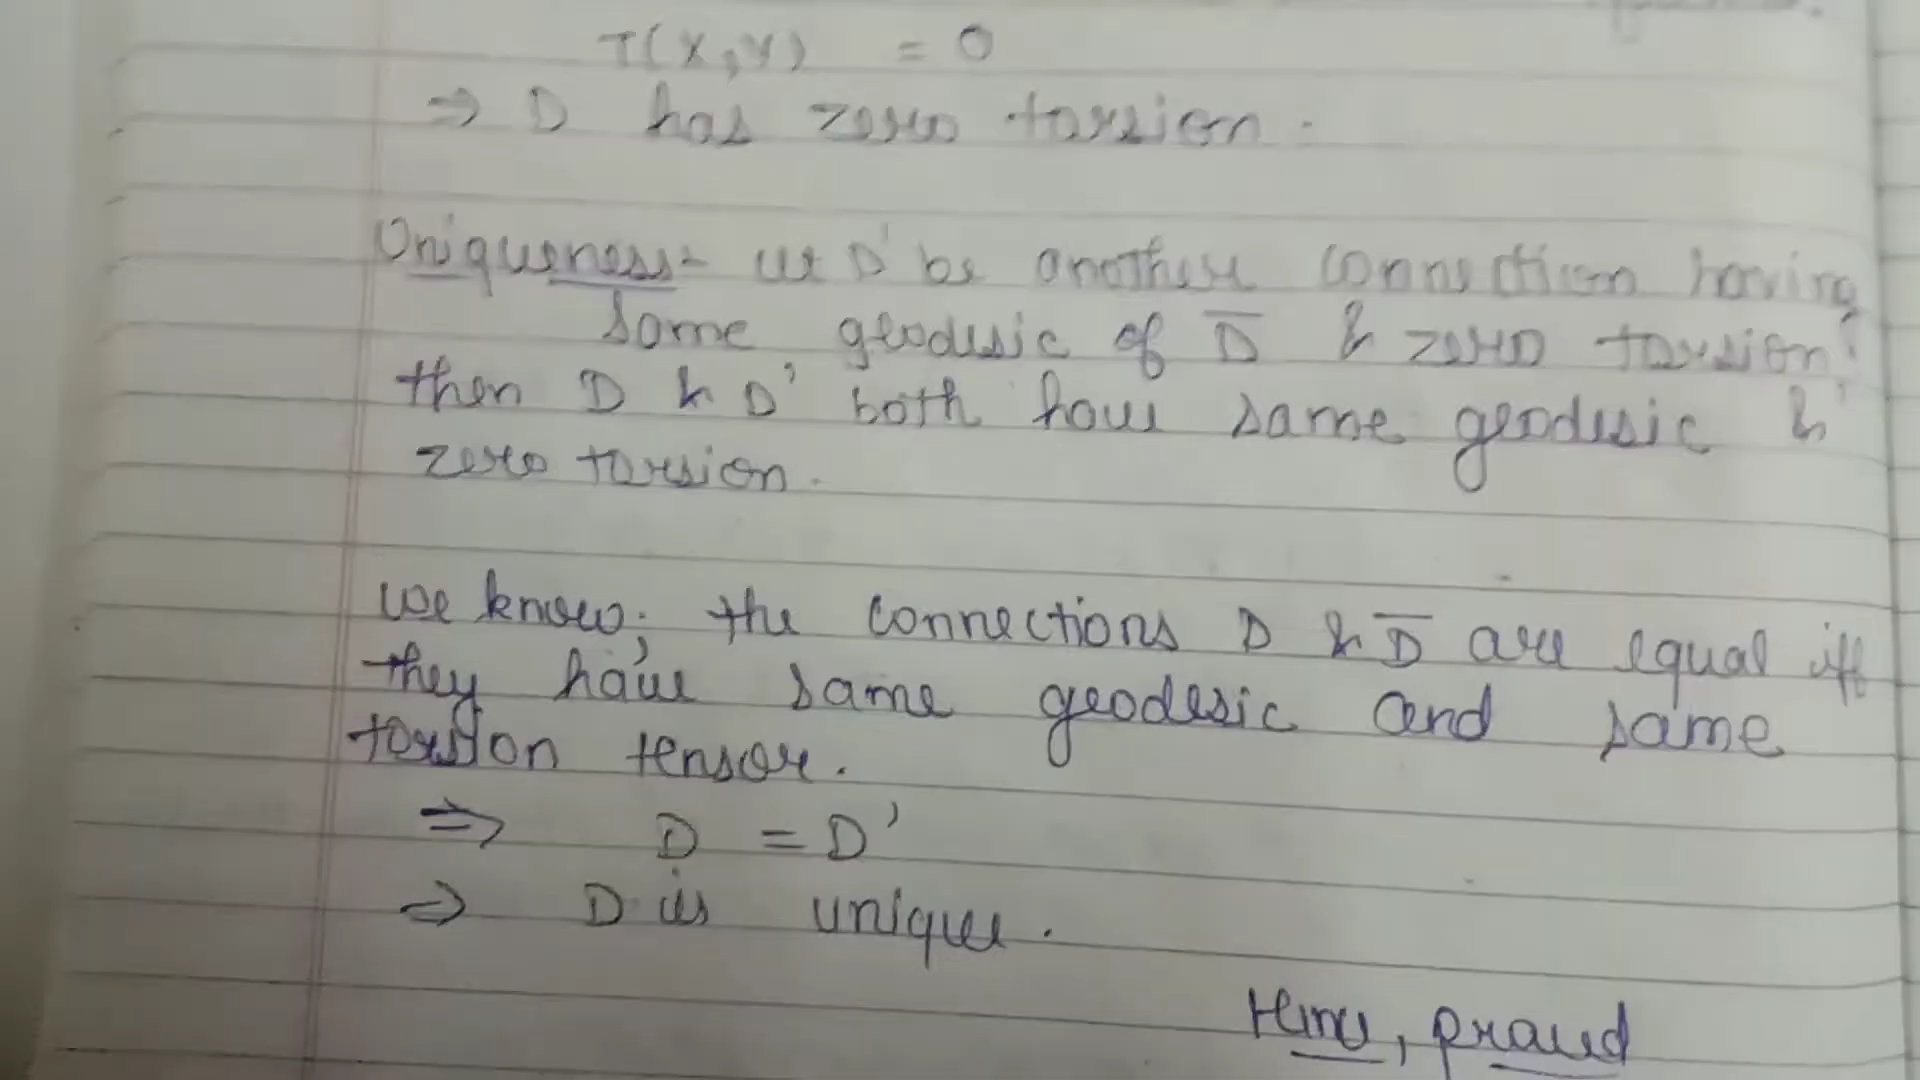 T(X,Y) = 0
⇒ D has zero torsion.
Uniqueness- let D' be another connection having
same geodesic of D̅ & zero torsion.
then D & D' both have same geodesic &
zero torsion.
we know, the connections D & D̅ are equal iff
they have same geodesic and same
torsion tensor.
⇒ D = D'
⇒ D is unique.
Hence, proved